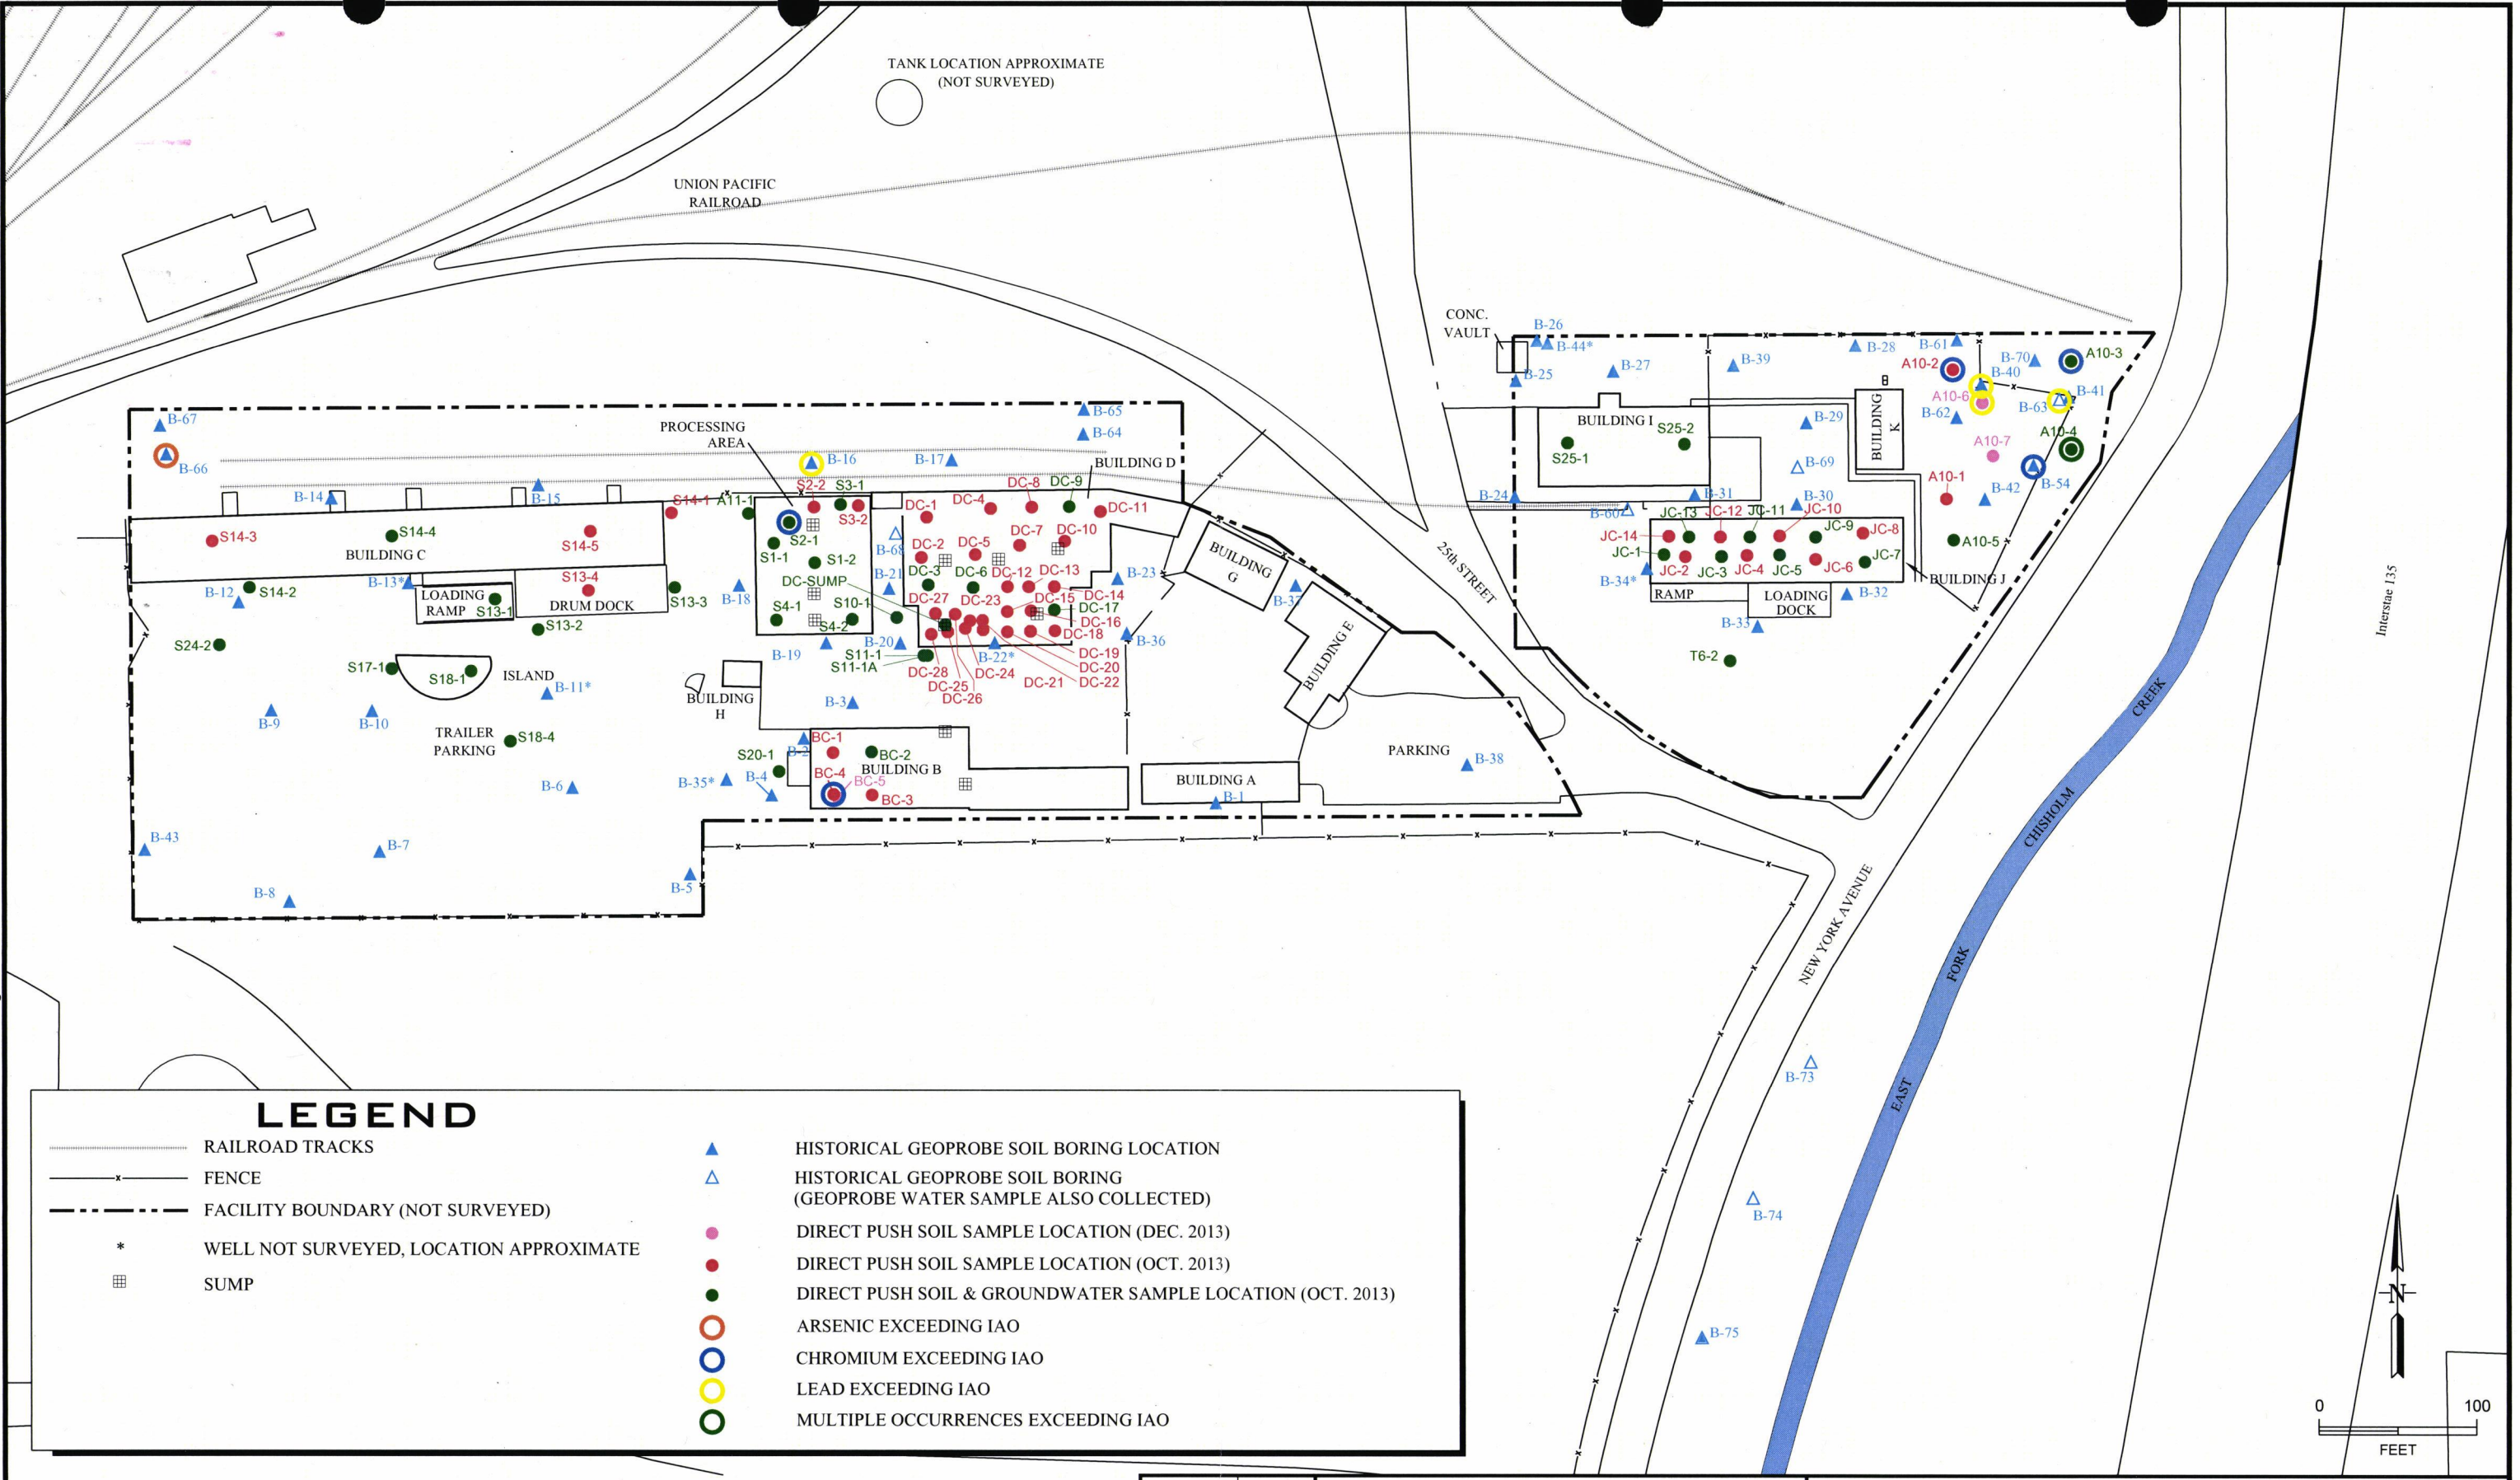 TANK LOCATION APPROXIMATE
(NOT SURVEYED)
UNION PACIFIC
RAILROAD
CONC.
VAULT
B-26
B-44*
B-25
B-27
B-39
B-28
B-61
B-70
A10-3
A10-2
B-40
B-41
A10-6
B-63
B-62
BUILDING I
S25-1
S25-2
B-29
BUILDING
K
A10-4
A10-7
B-69
A10-1
B-54
B-42
B-24
B-31
B-30
B-60
JC-13
JC-12
JC-11
JC-10
JC-9
JC-8
JC-14
JC-1
JC-7
JC-2
JC-3
JC-4
JC-5
JC-6
A10-5
BUILDING J
B-34*
RAMP
LOADING
DOCK
B-32
B-33
T6-2
25th STREET
B-67
B-66
PROCESSING
AREA
B-65
B-64
B-16
B-17
BUILDING D
B-14
B-15
S14-1
A11-1
S2-2
S3-1
S3-2
DC-1
DC-4
DC-8
DC-9
DC-11
S14-3
S14-4
S14-5
BUILDING C
S2-1
S1-1
S1-2
B-68
DC-2
DC-5
DC-7
DC-10
BUILDING
G
B-12
S14-2
B-13*
LOADING
RAMP
S13-1
S13-4
DRUM DOCK
S13-3
B-18
DC-SUMP
B-21
DC-3
DC-6
DC-12
DC-13
DC-14
B-23
B-37
S4-1
S10-1
S4-2
DC-27
DC-23
DC-15
DC-17
DC-16
DC-18
S13-2
S24-2
B-19
B-20
S11-1
S11-1A
B-22*
B-36
DC-19
DC-20
DC-28
DC-24
DC-21
DC-22
DC-25
DC-26
BUILDING E
S17-1
S18-1
ISLAND
B-11*
B-9
B-10
BUILDING
H
B-3
TRAILER
PARKING
S18-4
B-2
BC-1
BC-2
S20-1
BUILDING B
BC-4
BC-5
BC-3
B-35*
B-4
B-6
BUILDING A
B-1
PARKING
B-38
B-43
B-7
B-8
B-5
NEW YORK AVENUE
EAST
FORK
CHISHOLM
CREEK
Interstae 135
B-73
B-74
B-75
LEGEND
RAILROAD TRACKS
FENCE
FACILITY BOUNDARY (NOT SURVEYED)
*
WELL NOT SURVEYED, LOCATION APPROXIMATE
SUMP
HISTORICAL GEOPROBE SOIL BORING LOCATION
HISTORICAL GEOPROBE SOIL BORING
(GEOPROBE WATER SAMPLE ALSO COLLECTED)
DIRECT PUSH SOIL SAMPLE LOCATION (DEC. 2013)
DIRECT PUSH SOIL SAMPLE LOCATION (OCT. 2013)
DIRECT PUSH SOIL & GROUNDWATER SAMPLE LOCATION (OCT. 2013)
ARSENIC EXCEEDING IAO
CHROMIUM EXCEEDING IAO
LEAD EXCEEDING IAO
MULTIPLE OCCURRENCES EXCEEDING IAO
N
0 100
FEET